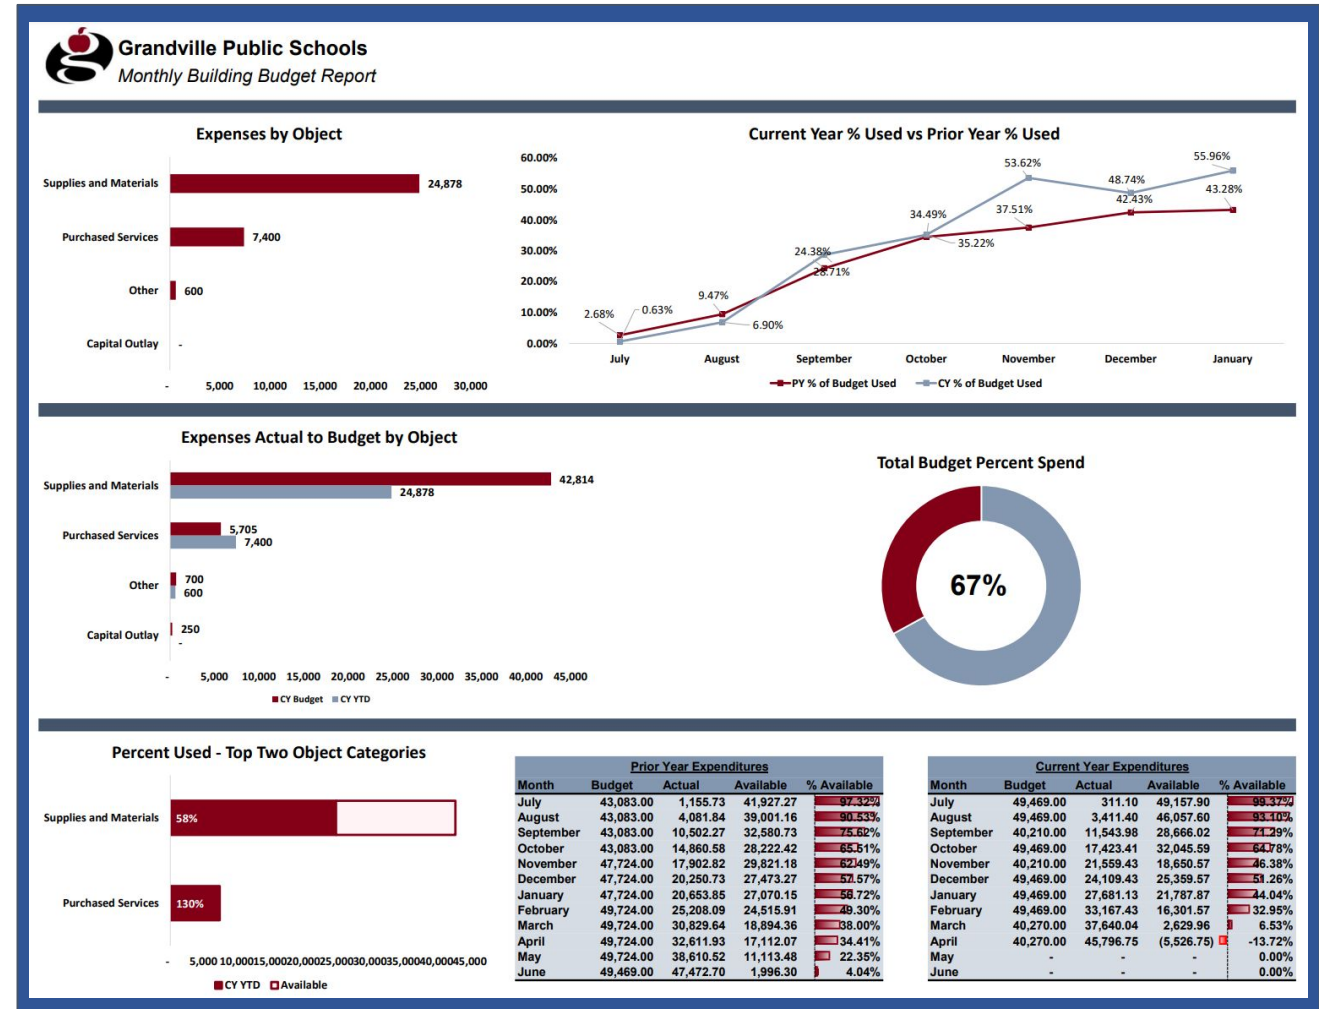 Grandville Public Schools
Monthly Building Budget Report
Expenses by Object
Supplies and Materials 24,878
Purchased Services 7,400
Other 600
Capital Outlay -
- 5,000 10,000 15,000 20,000 25,000 30,000
Current Year % Used vs Prior Year % Used
60.00%
50.00%
40.00%
30.00%
20.00%
10.00%
0.00%
2.68% 0.63%
9.47%
6.90%
24.38%
28.71%
34.49%
35.22%
53.62%
37.51%
48.74%
42.43%
55.96%
43.28%
July August September October November December January
PY % of Budget Used CY % of Budget Used
Expenses Actual to Budget by Object
Supplies and Materials 42,814
24,878
Purchased Services 5,705
7,400
Other 700
600
Capital Outlay 250
-
- 5,000 10,000 15,000 20,000 25,000 30,000 35,000 40,000 45,000
CY Budget CY YTD
Total Budget Percent Spend
67%
Percent Used - Top Two Object Categories
Supplies and Materials 58%
Purchased Services 130%
- 5,000 10,000 15,000 20,000 25,000 30,000 35,000 40,000 45,000
CY YTD Available
Prior Year Expenditures
Month Budget Actual Available % Available
July 43,083.00 1,155.73 41,927.27 97.32%
August 43,083.00 4,081.84 39,001.16 90.53%
September 43,083.00 10,502.27 32,580.73 75.62%
October 43,083.00 14,860.58 28,222.42 65.51%
November 47,724.00 17,902.82 29,821.18 62.49%
December 47,724.00 20,250.73 27,473.27 57.57%
January 47,724.00 20,653.85 27,070.15 56.72%
February 49,724.00 25,208.09 24,515.91 49.30%
March 49,724.00 30,829.64 18,894.36 38.00%
April 49,724.00 32,611.93 17,112.07 34.41%
May 49,724.00 38,610.52 11,113.48 22.35%
June 49,469.00 47,472.70 1,996.30 4.04%
Current Year Expenditures
Month Budget Actual Available % Available
July 49,469.00 311.10 49,157.90 99.37%
August 49,469.00 3,411.40 46,057.60 93.10%
September 40,210.00 11,543.98 28,666.02 71.29%
October 49,469.00 17,423.41 32,045.59 64.78%
November 40,210.00 21,559.43 18,650.57 46.38%
December 49,469.00 24,109.43 25,359.57 51.26%
January 49,469.00 27,681.13 21,787.87 44.04%
February 49,469.00 33,167.43 16,301.57 32.95%
March 40,270.00 37,640.04 2,629.96 6.53%
April 40,270.00 45,796.75 (5,526.75) -13.72%
May - - - 0.00%
June - - - 0.00%